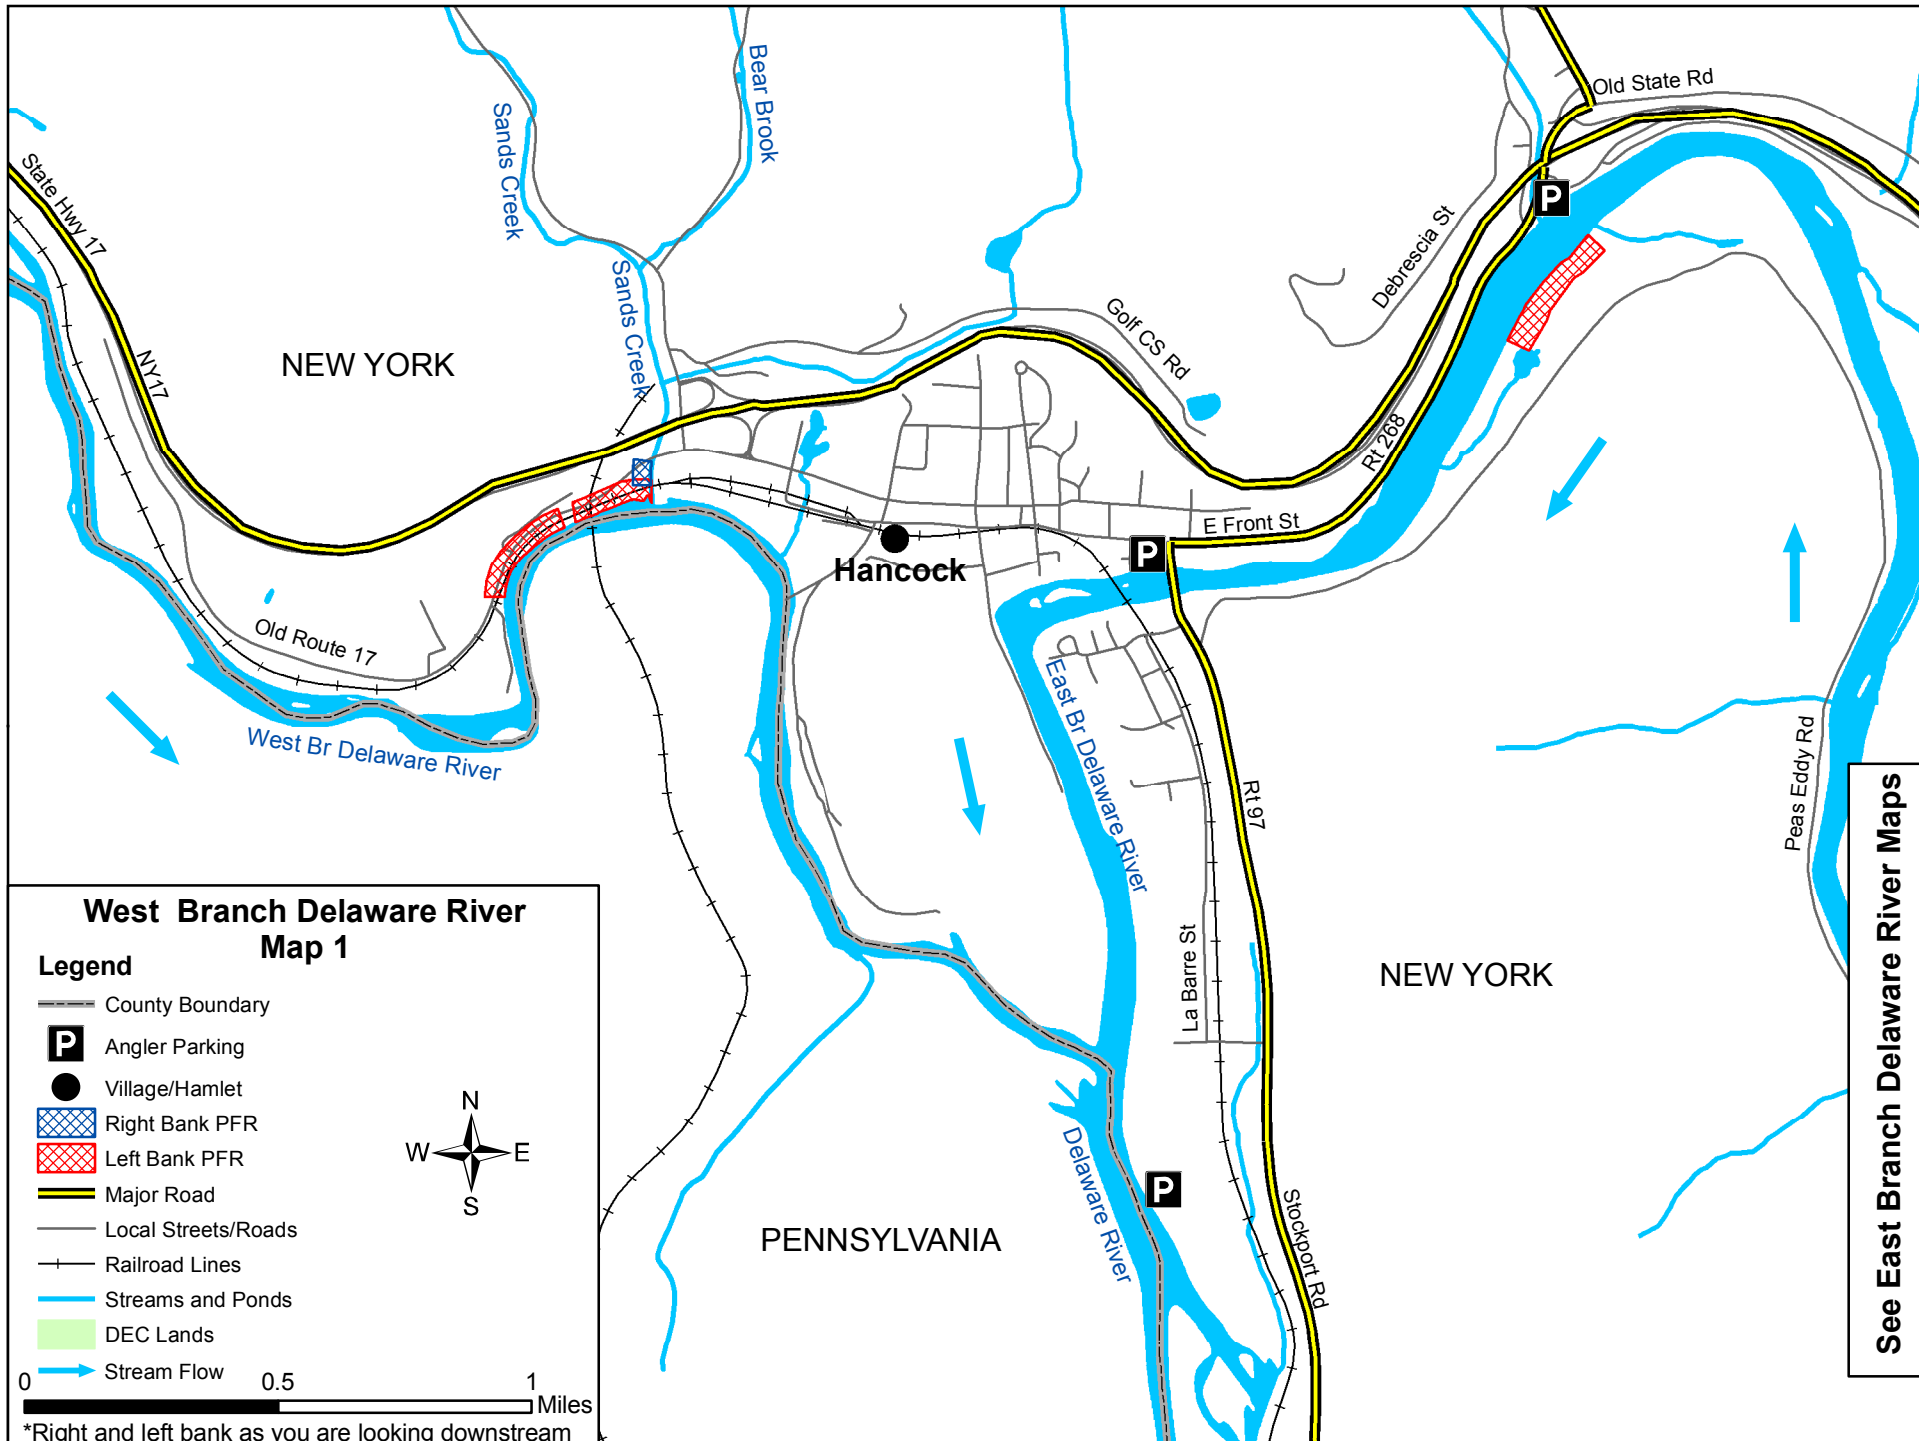 Old State Rd
Bear Brook
Sands Creek
State Hwy 17
Debrescia St
Sands Creek
Golf CS Rd
NEW YORK
NY17
Rt 268
E Front St
Hancock
Old Route 17
West Br Delaware River
East Br Delaware River
Rt 97
Peas Eddy Rd
La Barre St
NEW YORK
See East Branch Delaware River Maps
Delaware River
Stockport Rd
PENNSYLVANIA
P
P
P
West Branch Delaware River
Map 1
Legend
County Boundary
P Angler Parking
Village/Hamlet
Right Bank PFR
Left Bank PFR
Major Road
Local Streets/Roads
Railroad Lines
Streams and Ponds
DEC Lands
Stream Flow
N
W E
S
0 0.5 1
Miles
*Right and left bank as you are looking downstream